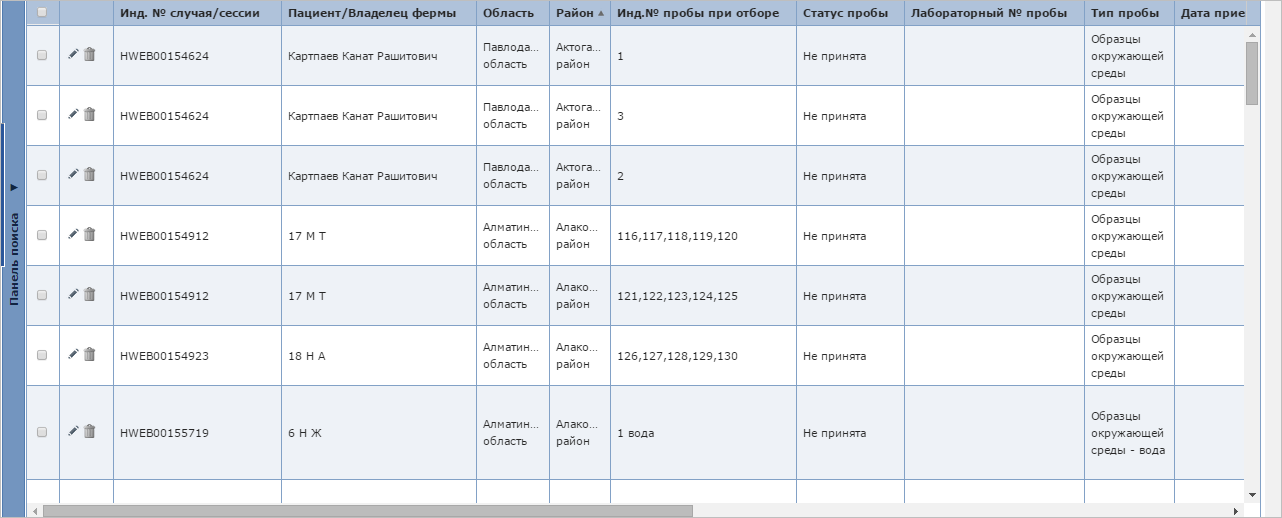 Инд. № случая/сессии Пациент/Владелец фермы Область Район Инд.№ пробы при отборе Статус пробы Лабораторный № пробы Тип пробы Дата прие
HWEB00154624 Картпаев Канат Рашитович Павлода... область Актога... район 1 Не принята Образцы окружающей среды
HWEB00154624 Картпаев Канат Рашитович Павлода... область Актога... район 3 Не принята Образцы окружающей среды
HWEB00154624 Картпаев Канат Рашитович Павлода... область Актога... район 2 Не принята Образцы окружающей среды
HWEB00154912 17 М Т Алматин... область Алако... район 116,117,118,119,120 Не принята Образцы окружающей среды
HWEB00154912 17 М Т Алматин... область Алако... район 121,122,123,124,125 Не принята Образцы окружающей среды
HWEB00154923 18 Н А Алматин... область Алако... район 126,127,128,129,130 Не принята Образцы окружающей среды
HWEB00155719 6 Н Ж Алматин... область Алако... район 1 вода Не принята Образцы окружающей среды - вода
Панель поиска